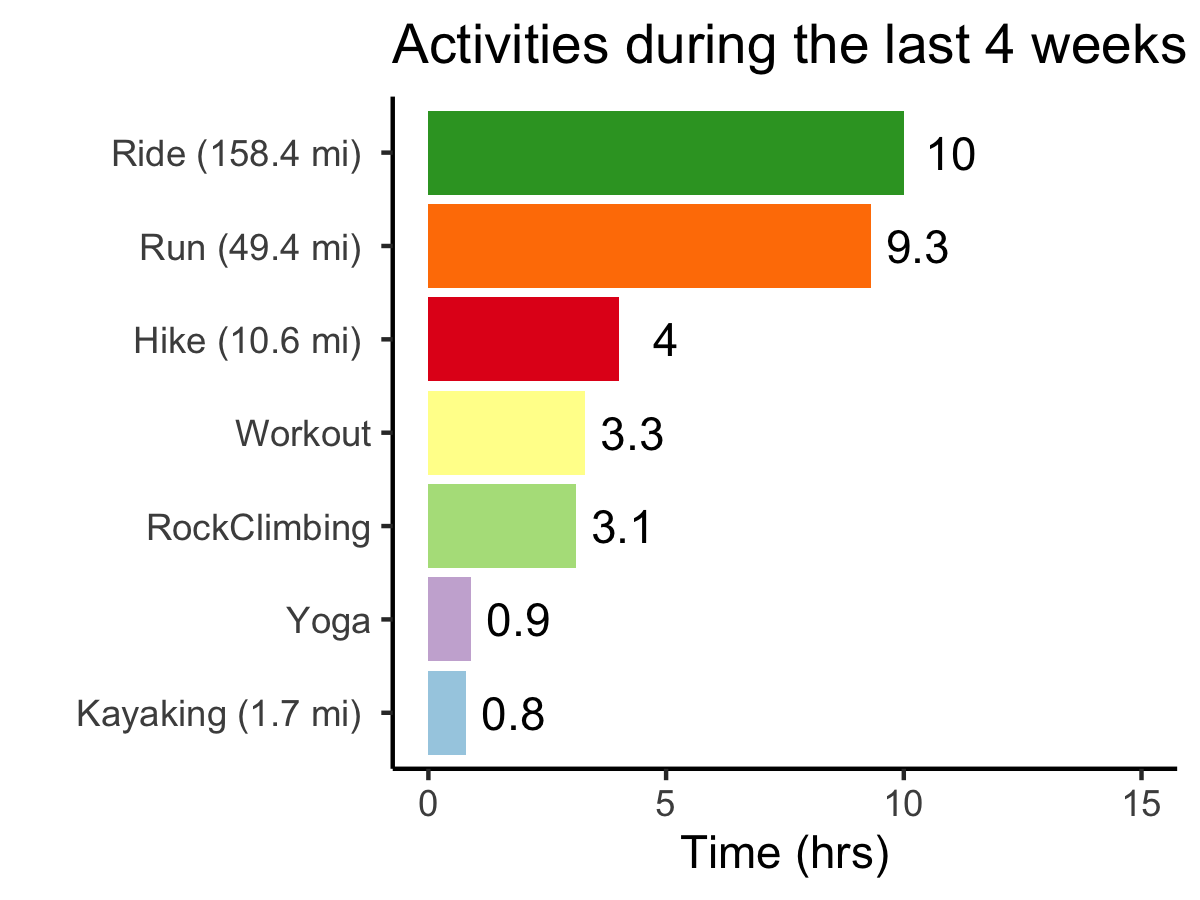 Activities during the last 4 weeks
Ride (158.4 mi) 10
Run (49.4 mi) 9.3
Hike (10.6 mi) 4
Workout 3.3
RockClimbing 3.1
Yoga 0.9
Kayaking (1.7 mi) 0.8
0 5 10 15
Time (hrs)